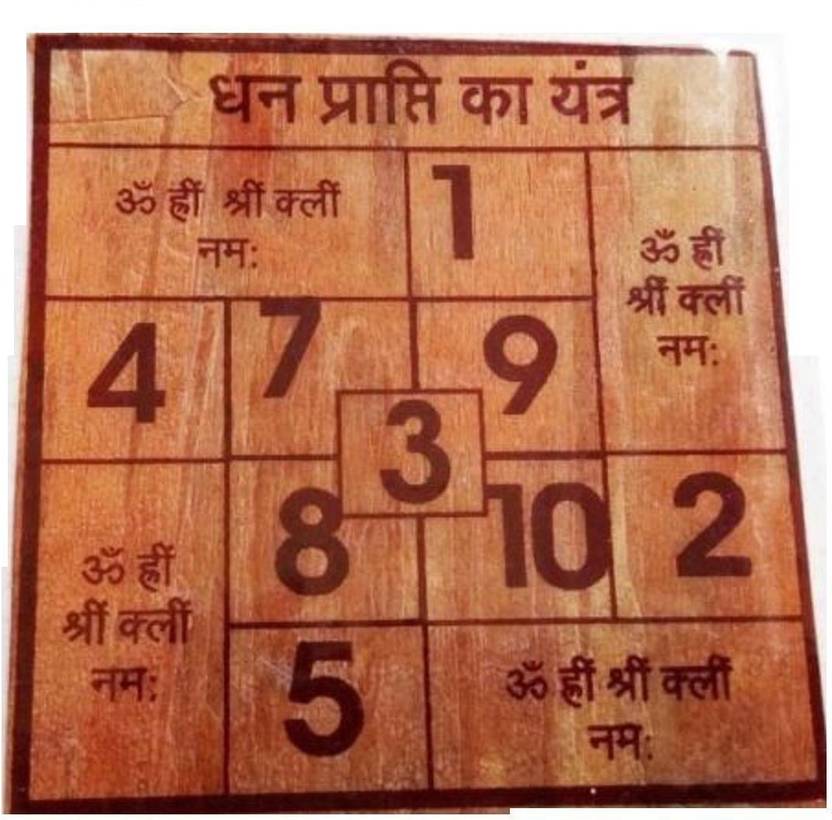 धन प्राप्ति का यंत्र
ॐ ह्रीं श्रीं क्लीं
नम:
1
ॐ ह्रीं
श्रीं क्लीं
नम:
4
7
9
3
8
10
2
ॐ ह्रीं
श्रीं क्लीं
नम:
5
ॐ ह्रीं श्रीं क्लीं
नम: